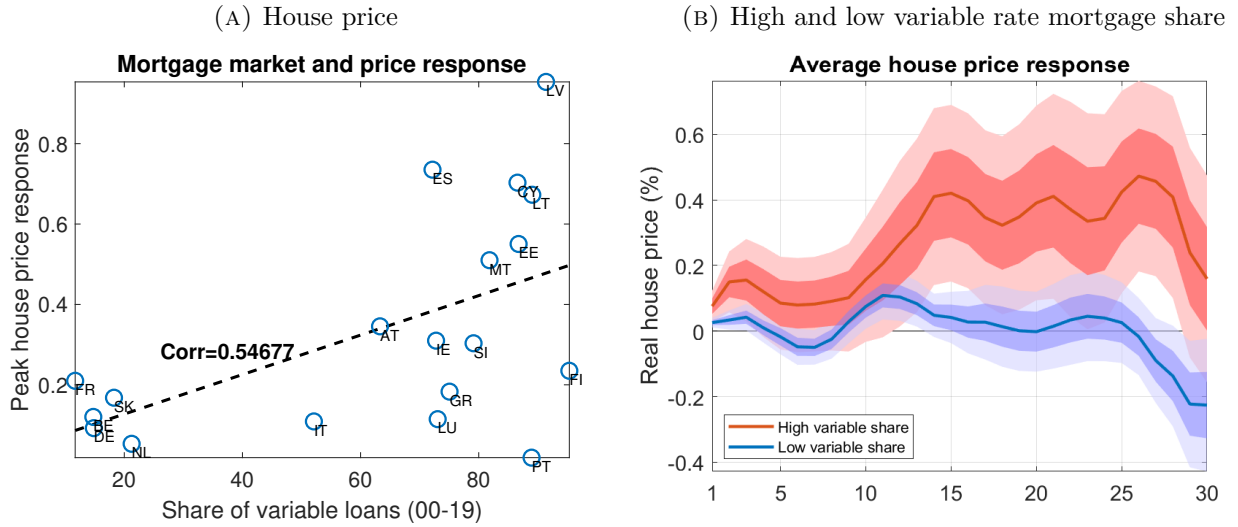 (A) House price
Mortgage market and price response
Peak house price response
0.8
0.6
0.4
0.2
LV
ES
CY
LT
EE
MT
AT
IE
SI
FI
Corr=0.54677
FR
SK
GR
BE
DE
IT
LU
NL
PT
20
40
60
80
Share of variable loans (00-19)
(B) High and low variable rate mortgage share
Average house price response
Real house price (%)
0.6
0.4
0.2
0
-0.2
-0.4
High variable share
Low variable share
1
5
10
15
20
25
30